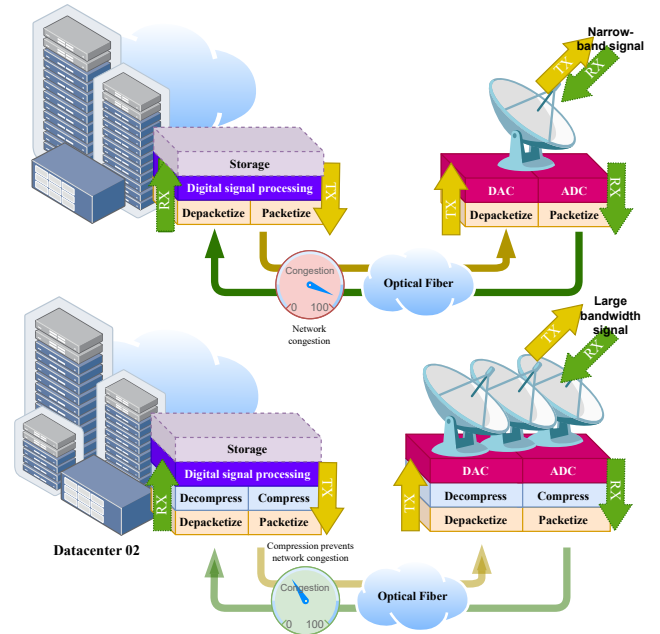 Narrow-
band signal
TX
RX
Storage
Digital signal processing
RX
TX
Depacketize
Packetize
DAC
ADC
TX
RX
Depacketize
Packetize
Congestion
0 100
Optical Fiber
Network
congestion
Large
bandwidth
signal
TX
RX
Storage
Digital signal processing
RX
TX
Decompress
Compress
Depacketize
Packetize
DAC
ADC
TX
RX
Decompress
Compress
Depacketize
Packetize
Datacenter 02
Compression prevents
network congestion
Congestion
0 100
Optical Fiber